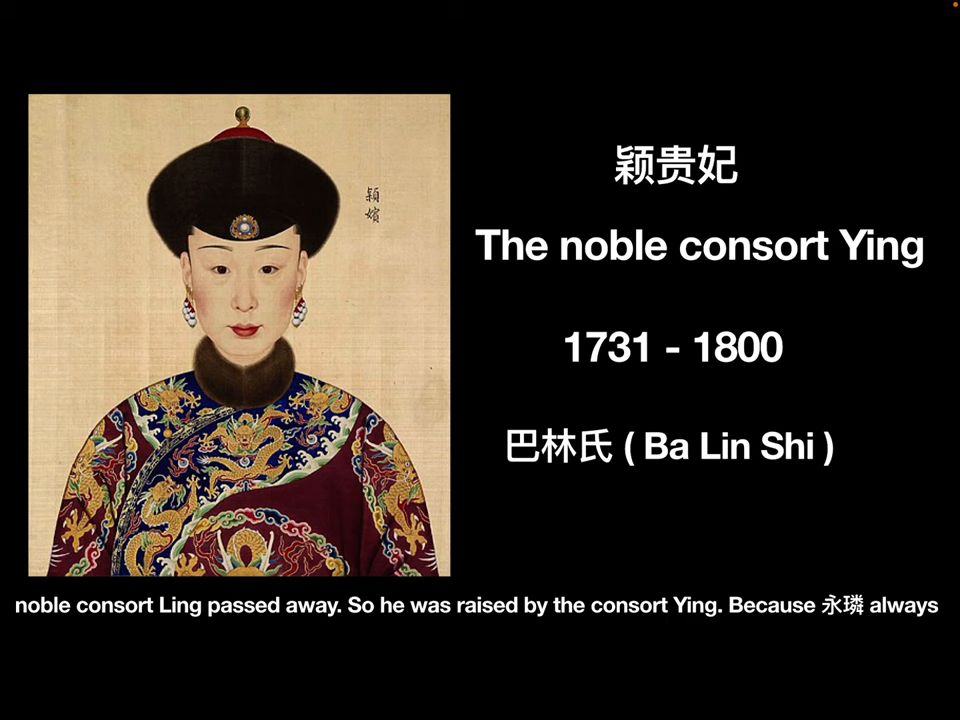 颖嫔
颖贵妃
The noble consort Ying
1731 - 1800
巴林氏 ( Ba Lin Shi )
noble consort Ling passed away. So he was raised by the consort Ying. Because 永璘 always